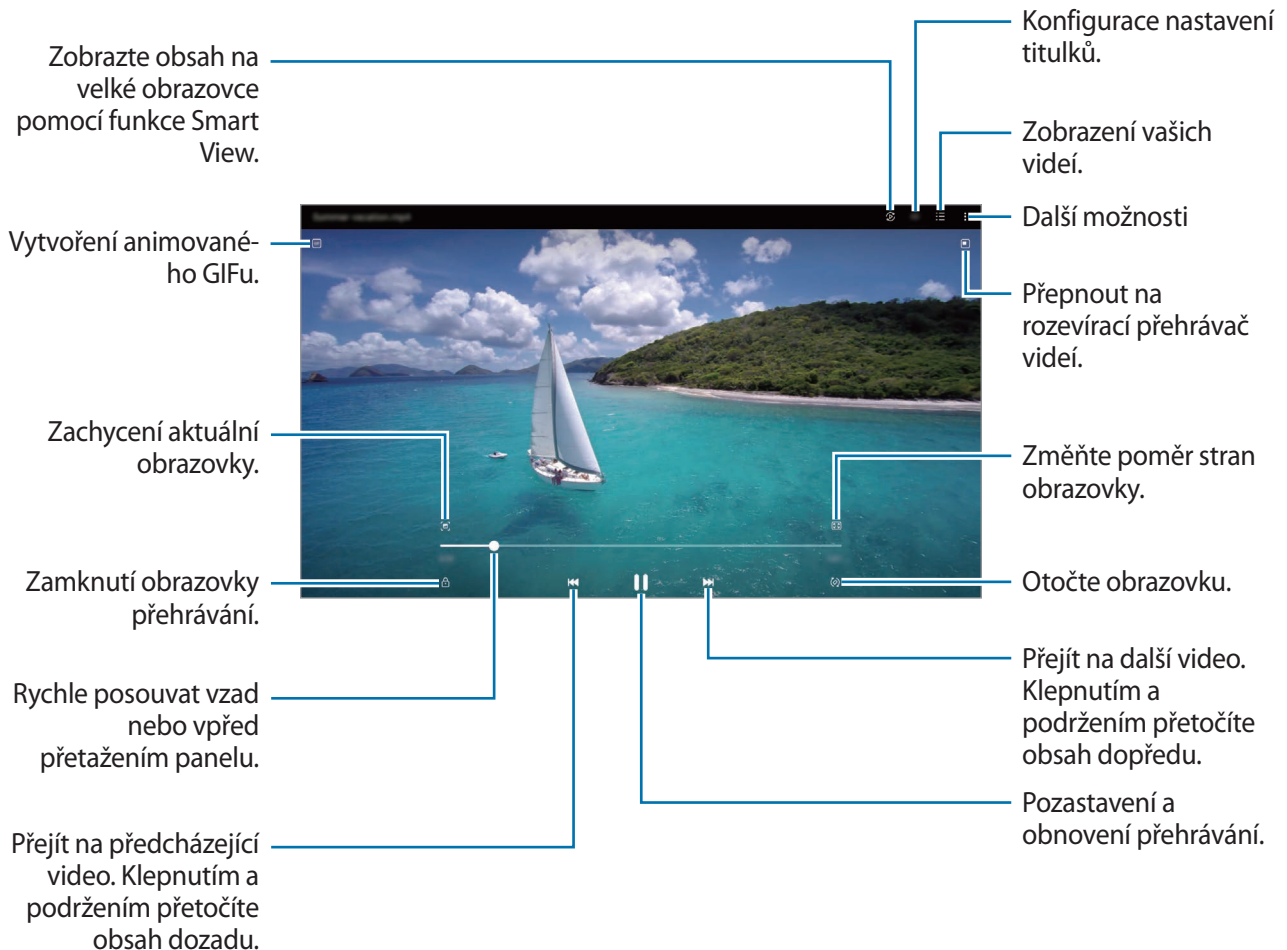 Zobrazte obsah na
velké obrazovce
pomocí funkce Smart
View.
Vytvoření animované-
ho GIFu.
Zachycení aktuální
obrazovky.
Zamknutí obrazovky
přehrávání.
Rychle posouvat vzad
nebo vpřed
přetažením panelu.
Přejít na předcházející
video. Klepnutím a
podržením přetočíte
obsah dozadu.
Summer vacation.mp4
Konfigurace nastavení
titulků.
Zobrazení vašich
videí.
Další možnosti
Přepnout na
rozevírací přehrávač
videí.
Změňte poměr stran
obrazovky.
Otočte obrazovku.
Přejít na další video.
Klepnutím a
podržením přetočíte
obsah dopředu.
Pozastavení a
obnovení přehrávání.